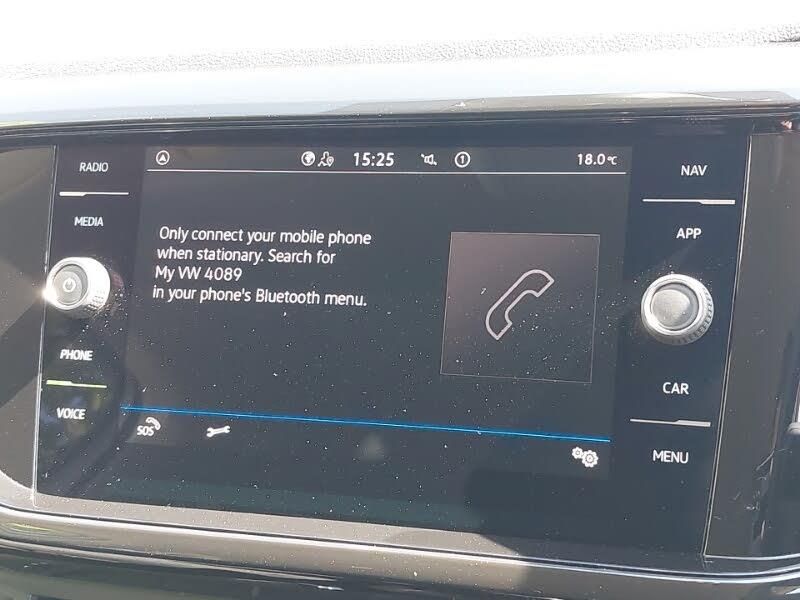 RADIO
MEDIA
PHONE
VOICE
1 15:25 18.0°C
Only connect your mobile phone
when stationary. Search for
My VW 4089
in your phone's Bluetooth menu.
SOS
NAV
APP
CAR
MENU